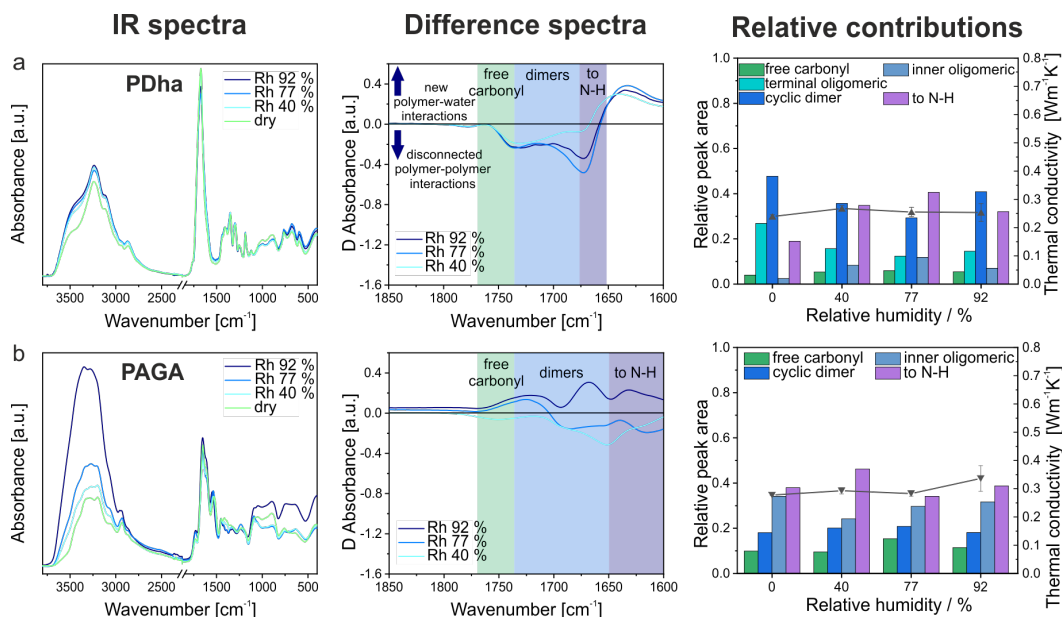 IR spectra
Difference spectra
Relative contributions
a
PDha
Rh 92 %
Rh 77 %
Rh 40 %
dry
Absorbance [a.u.]
3500 3000 2000 1000 500
Wavenumber [cm⁻¹]
0.4
0.0
-0.4
-0.8
-1.2
-1.6
D Absorbance [a.u.]
new
polymer-water
interactions
disconnected
polymer-polymer
interactions
free
carbonyl
dimers
to
N-H
Rh 92 %
Rh 77 %
Rh 40 %
1850 1800 1750 1700 1650 1600
Wavenumber [cm⁻¹]
free carbonyl
inner oligomeric
terminal oligomeric
cyclic dimer
to N-H
1.0
0.8
0.6
0.4
0.2
0.0
Relative peak area
0 40 77 92
Relative humidity / %
0.8
0.7
0.6
0.5
0.4
0.3
0.2
0.1
0.0
Thermal conductivity [Wm⁻¹K⁻¹]
b
PAGA
Rh 92 %
Rh 77 %
Rh 40 %
dry
Absorbance [a.u.]
3500 3000 2000 1000 500
Wavenumber [cm⁻¹]
0.4
0.0
-0.4
-0.8
-1.2
-1.6
D Absorbance [a.u.]
free
carbonyl
dimers
to N-H
Rh 92 %
Rh 77 %
Rh 40 %
1850 1800 1750 1700 1650 1600
Wavenumber [cm⁻¹]
free carbonyl
inner oligomeric
cyclic dimer
to N-H
1.0
0.8
0.6
0.4
0.2
0.0
Relative peak area
0 40 77 92
Relative humidity / %
0.8
0.7
0.6
0.5
0.4
0.3
0.2
0.1
0.0
Thermal conductivity [Wm⁻¹K⁻¹]